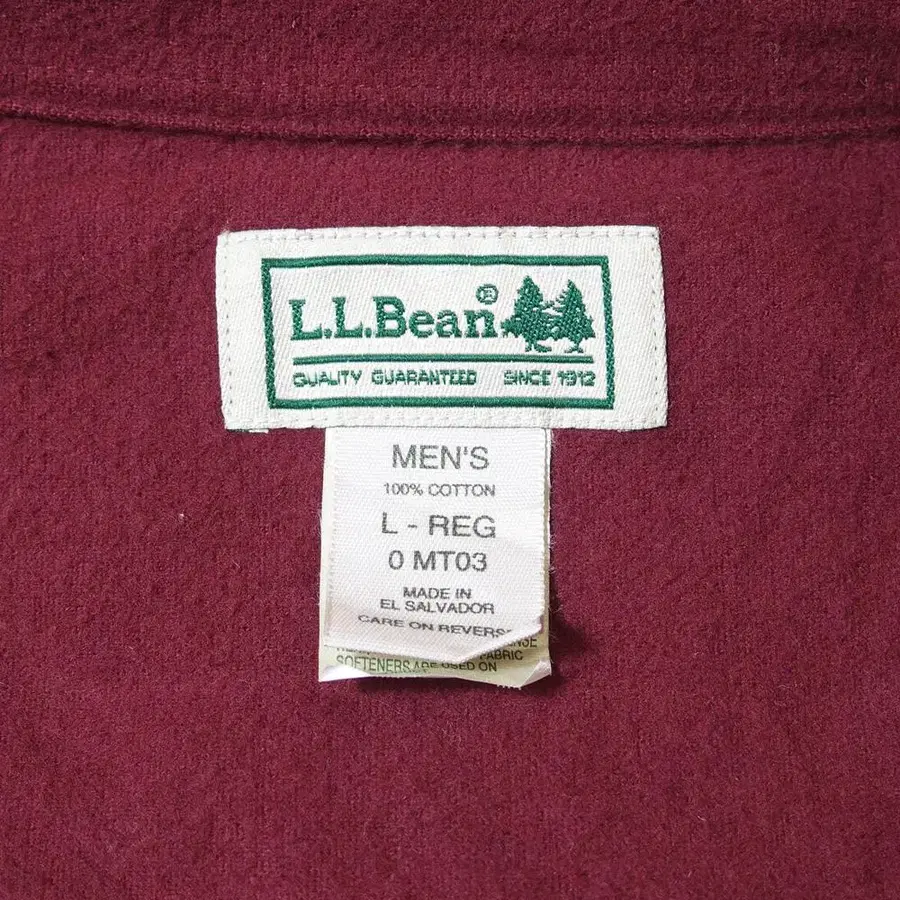 L.L.Bean®
QUALITY GUARANTEED SINCE 1912
MEN'S
100% COTTON
L - REG
0 MT03
MADE IN
EL SALVADOR
CARE ON REVERSE
FABRIC
SOFTENERS ARE USED ON